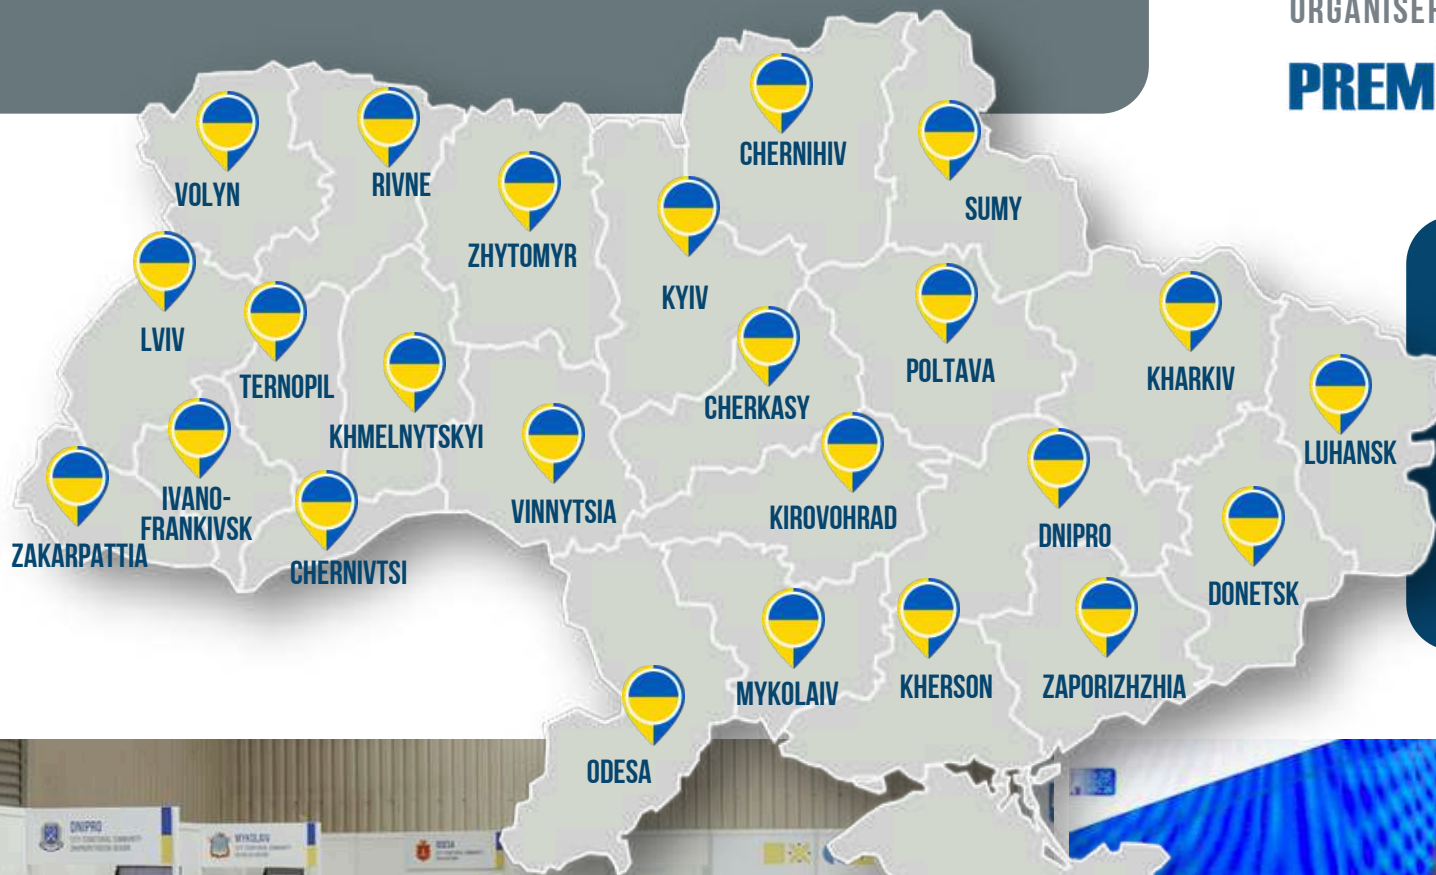 ORGANISER
PREM
CHERNIHIV
VOLYN
RIVNE
SUMY
ZHYTOMYR
KYIV
LVIV
TERNOPIL
POLTAVA
KHARKIV
CHERKASY
KHMELNYTSKYI
LUHANSK
IVANO-
FRANKIVSK
VINNYTSIA
KIROVOHRAD
DNIPRO
ZAKARPATTIA
CHERNIVTSI
DONETSK
MYKOLAIV
KHERSON
ZAPORIZHZHIA
ODESA
DNIPRO
MYKOLAIV
ODESA